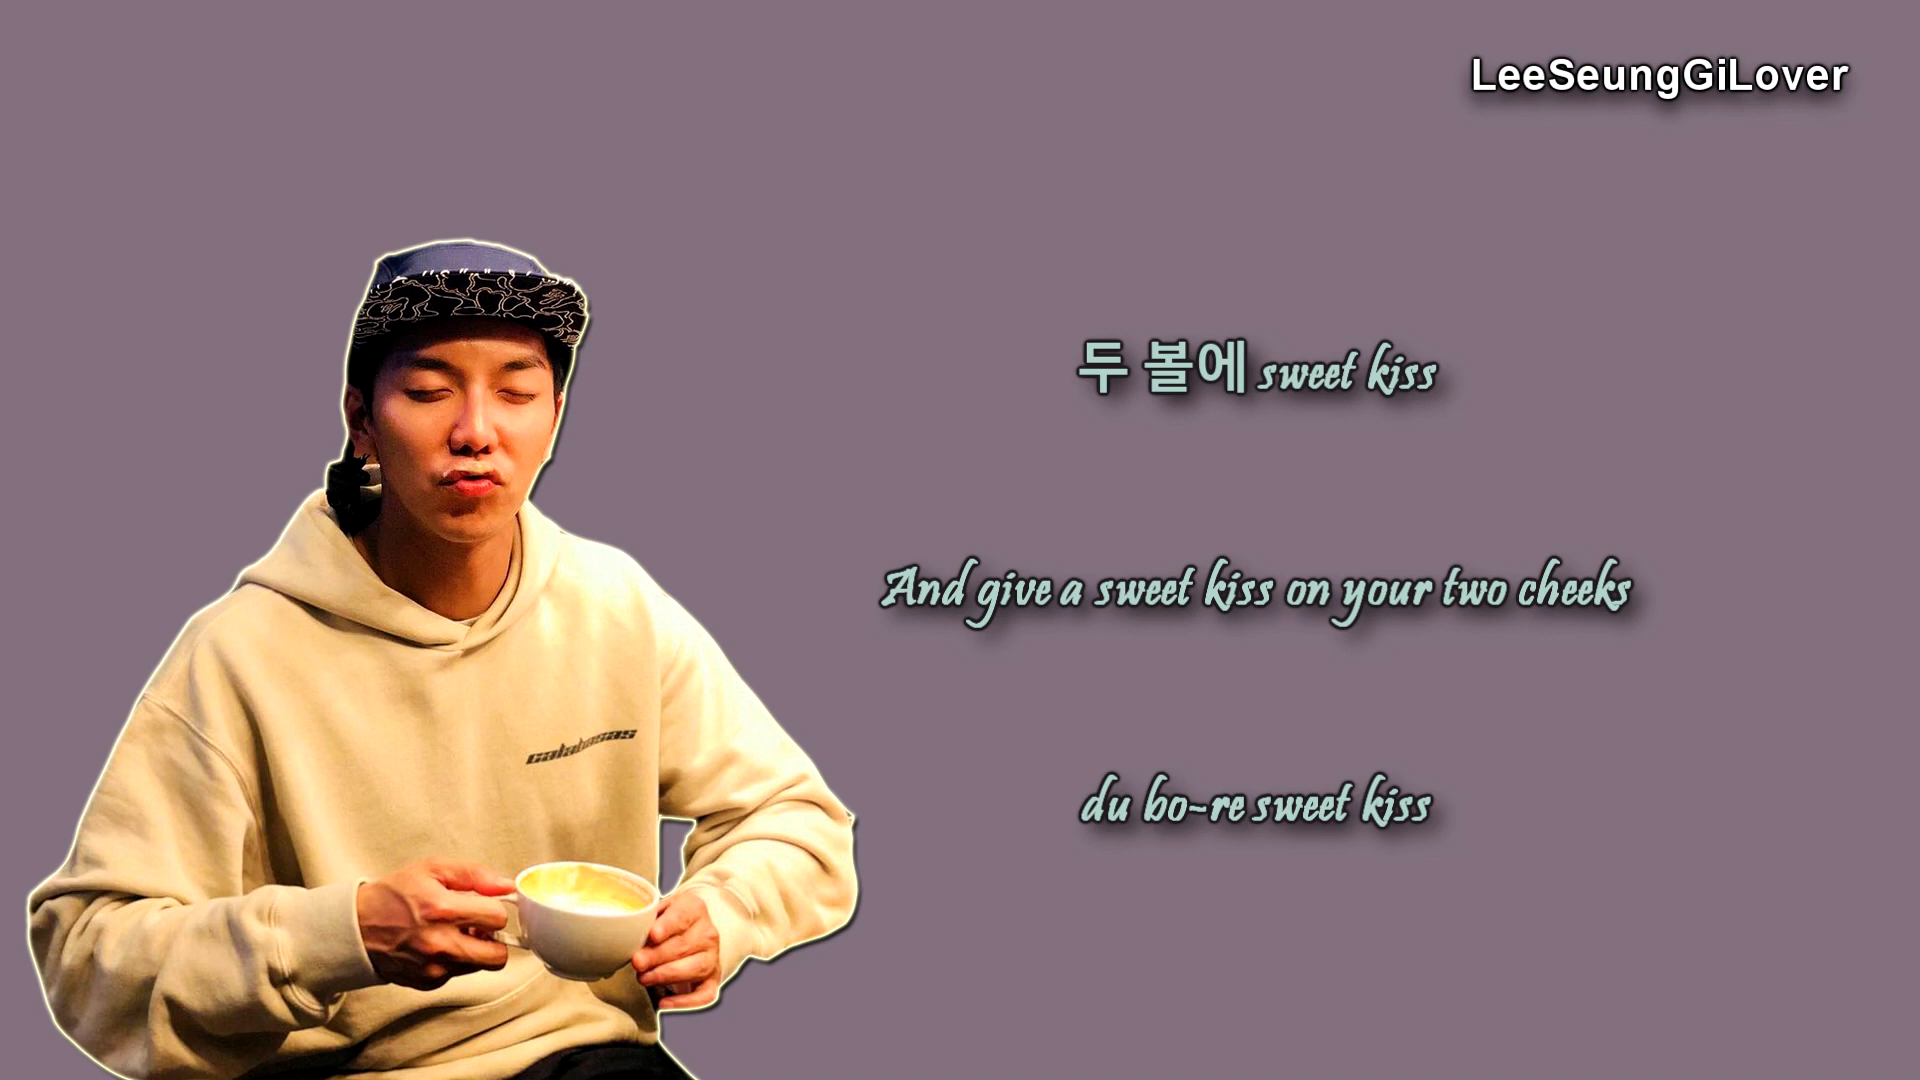 LeeSeungGiLover
두 볼에 sweet kiss
And give a sweet kiss on your two cheeks
calabasas
du bo-re sweet kiss